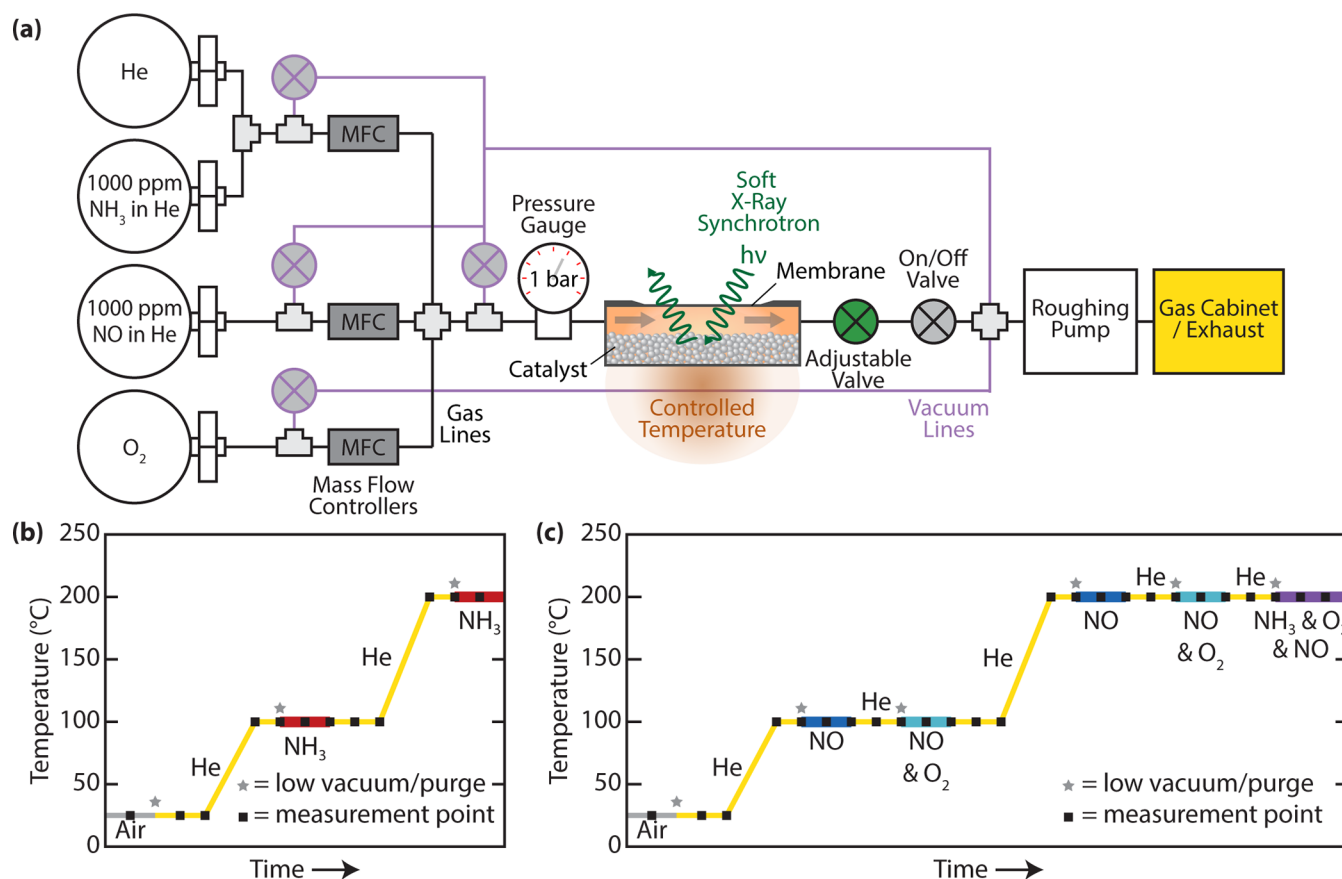 (a)
He
1000 ppm
NH₃ in He
1000 ppm
NO in He
O₂
MFC
MFC
MFC
Mass Flow
Controllers
Gas
Lines
Pressure
Gauge
1 bar
Soft
X-Ray
Synchrotron
hν
Membrane
Catalyst
Controlled
Temperature
On/Off
Valve
Adjustable
Valve
Vacuum
Lines
Roughing
Pump
Gas Cabinet
/ Exhaust
(b)
Temperature (°C)
250
200
150
100
50
0
Air
He
NH₃
He
NH₃
★ = low vacuum/purge
■ = measurement point
Time →
(c)
Temperature (°C)
250
200
150
100
50
0
Air
He
NO
He
NO
& O₂
He
NO
He
NO
& O₂
He
NH₃ & O₂
& NO
★ = low vacuum/purge
■ = measurement point
Time →